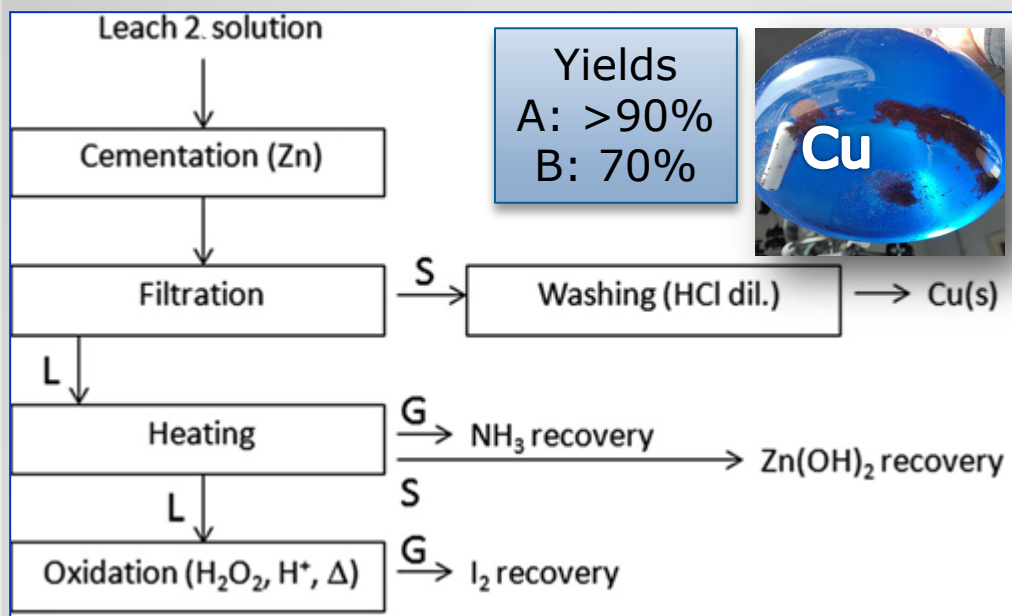 Leach 2. solution
Yields
A: >90%
B: 70%
Cu
Cementation (Zn)
Filtration
S
Washing (HCl dil.)
Cu(s)
L
Heating
G
NH₃ recovery
Zn(OH)₂ recovery
S
L
Oxidation (H₂O₂, H⁺, Δ)
G
I₂ recovery